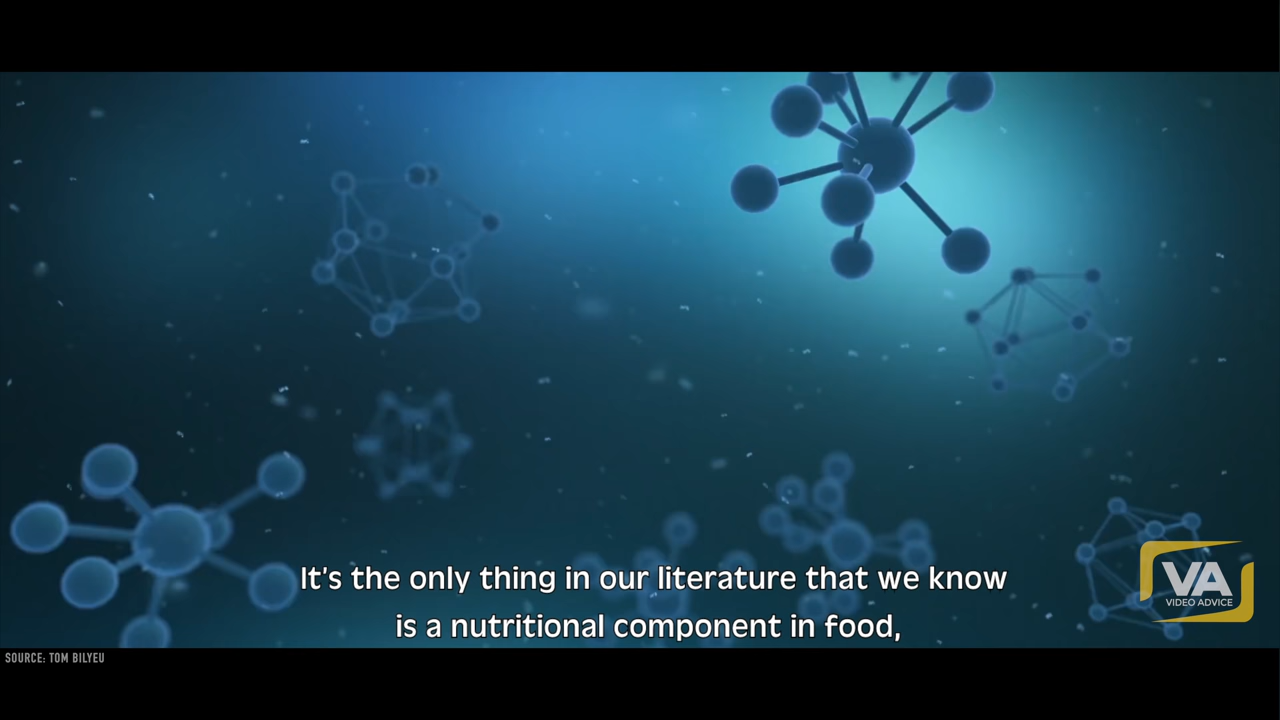 It's the only thing in our literature that we know
is a nutritional component in food,
VA
VIDEO ADVICE
SOURCE: TOM BILYEU